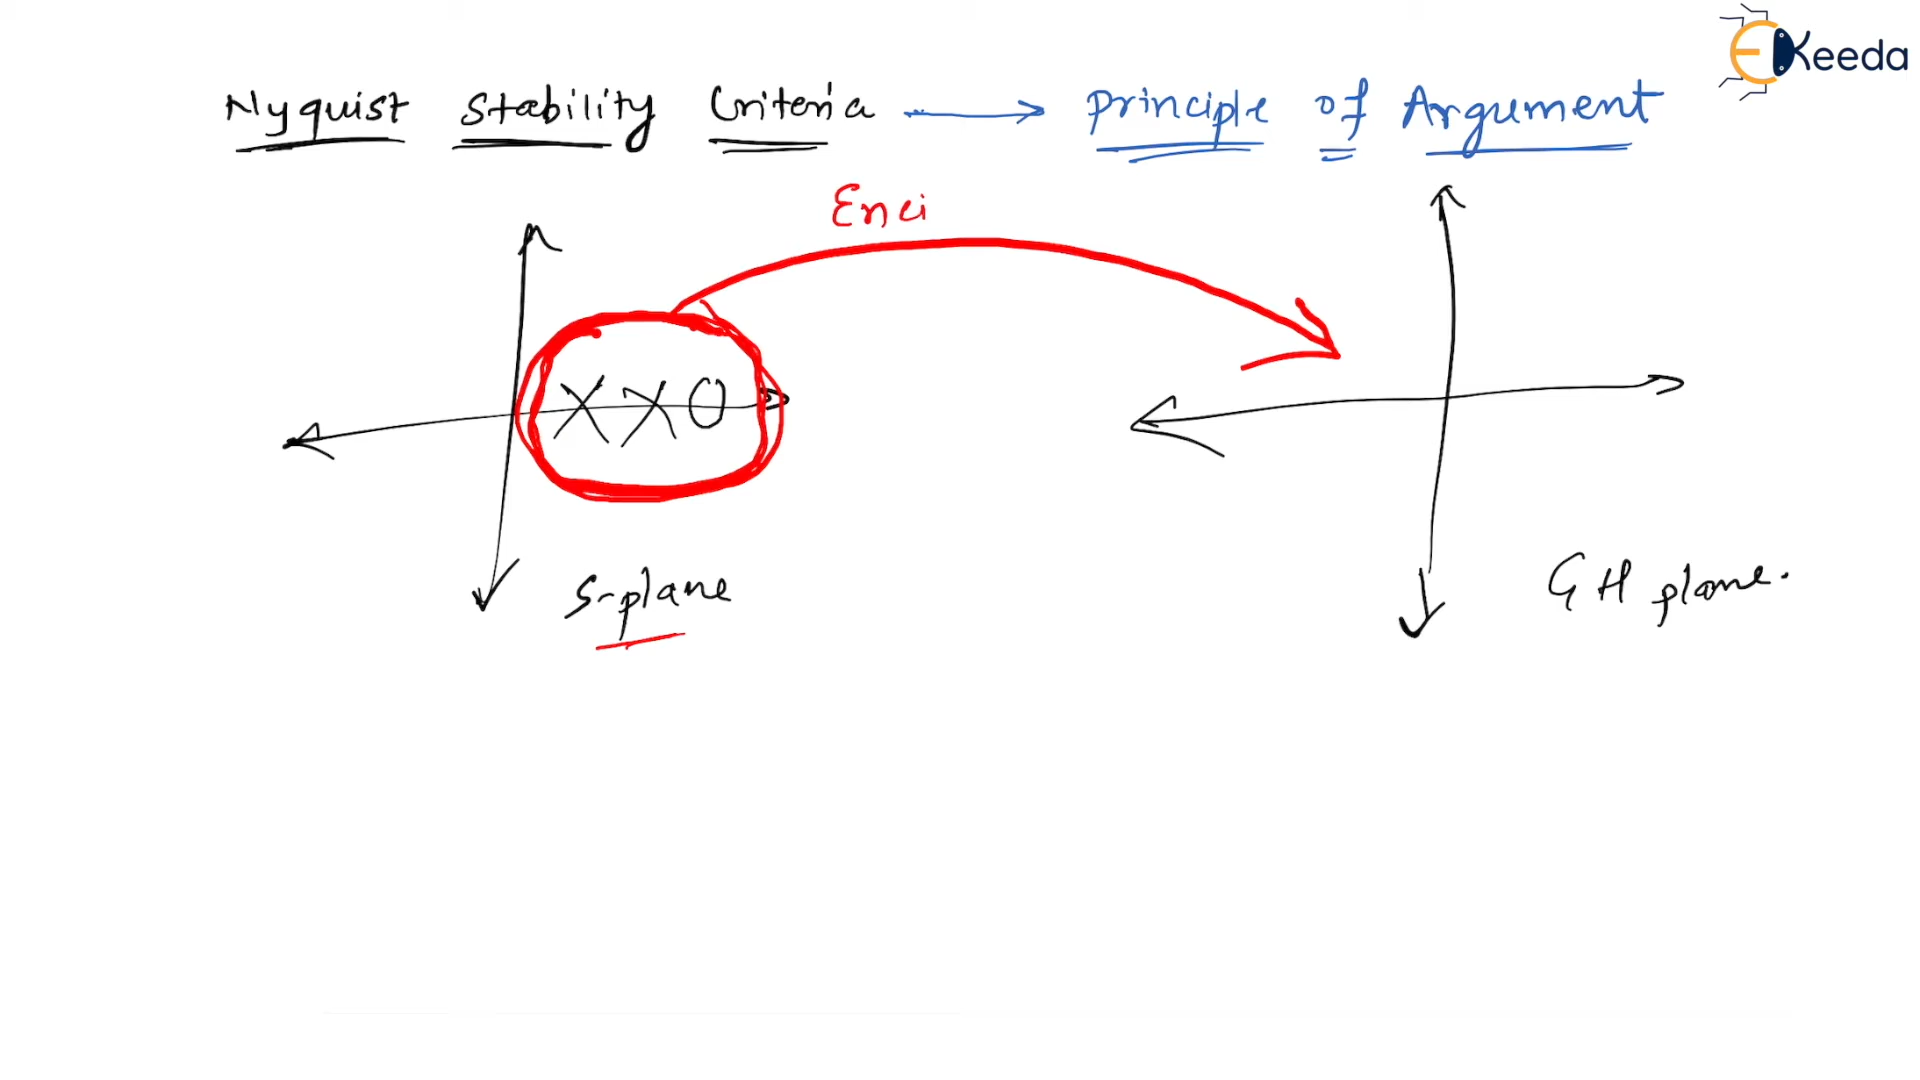 EKeeda
Nyquist Stability Criteria → Principle of Argument
Enci
X X O
S-plane
GH plane.